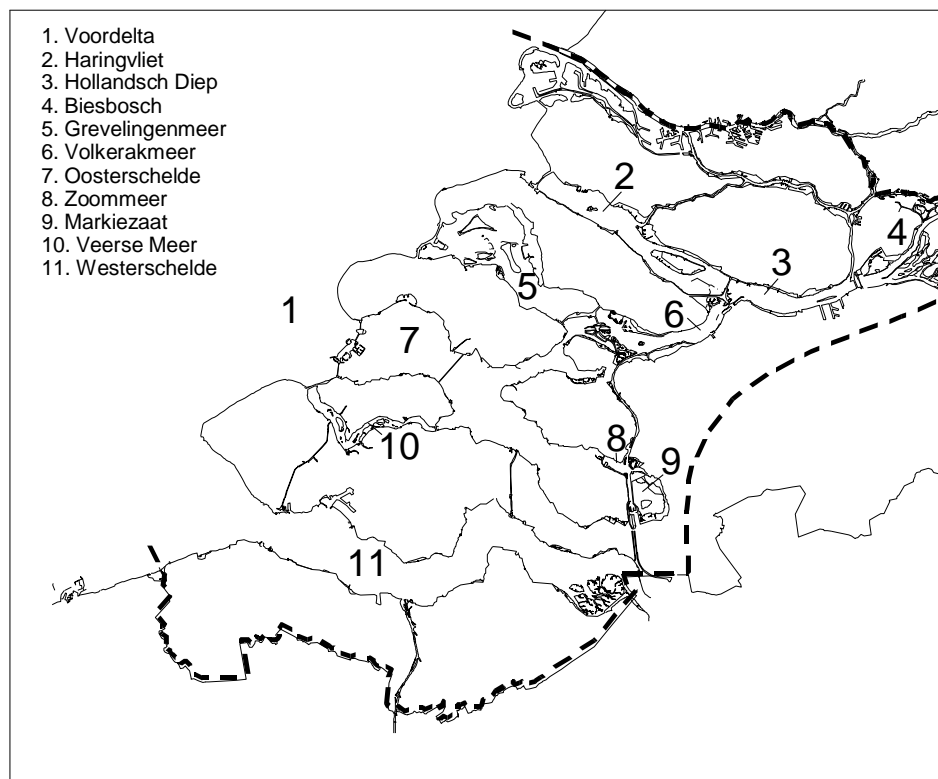 1. Voordelta
2. Haringvliet
3. Hollandsch Diep
4. Biesbosch
5. Grevelingenmeer
6. Volkerakmeer
7. Oosterschelde
8. Zoommeer
9. Markiezaat
10. Veerse Meer
11. Westerschelde
2
4
3
5
1
6
7
10
8
9
11